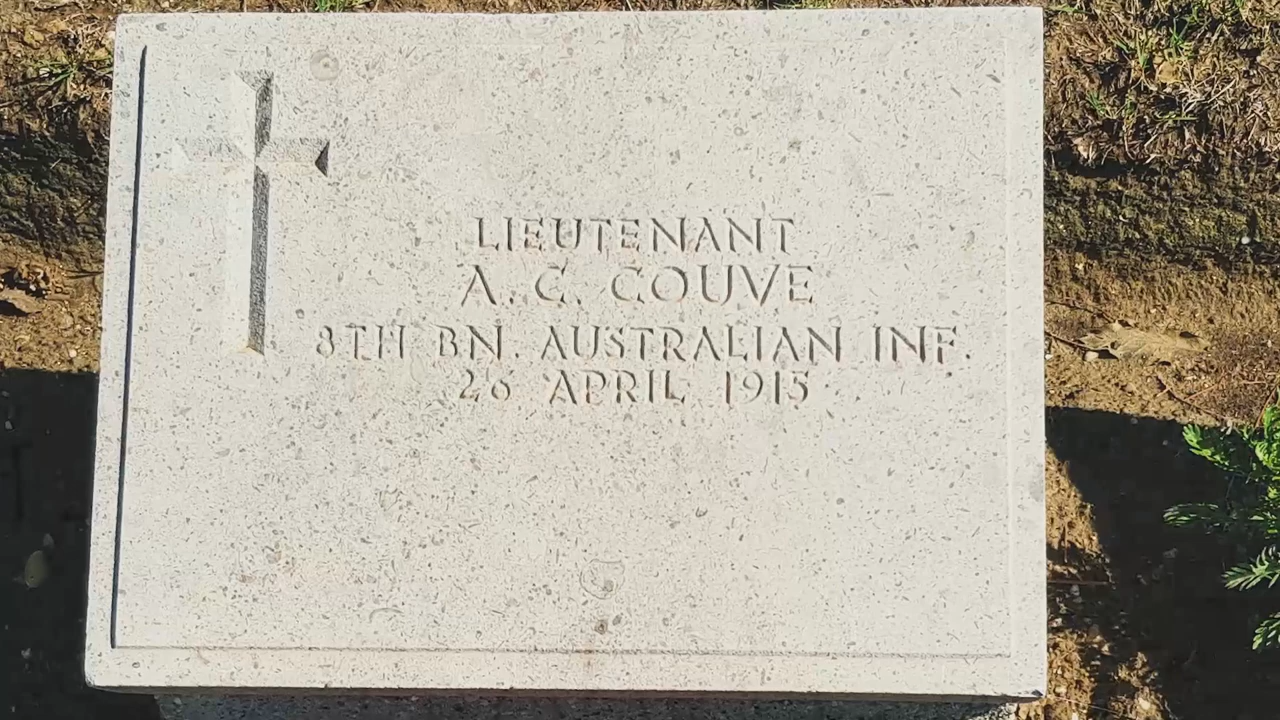 LIEUTENANT
A. C. COUVE
8TH BN. AUSTRALIAN INF.
26 APRIL 1915